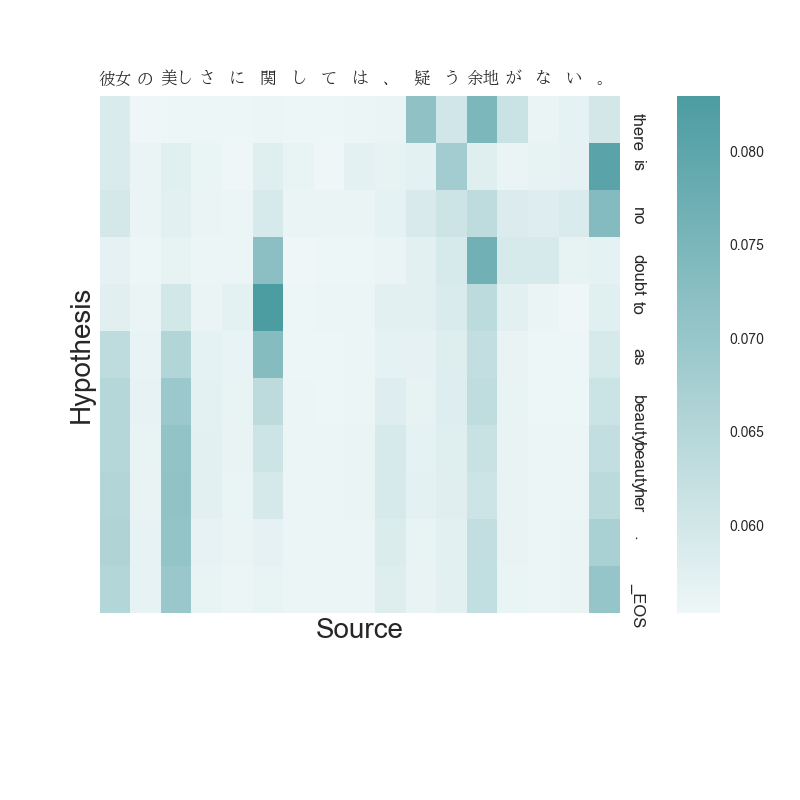 彼女 の 美し さ に 関 し て は 、 疑 う 余地 が な い 。
there is no doubt to as beauty beauty her . _EOS
Hypothesis
Source
0.080
0.075
0.070
0.065
0.060